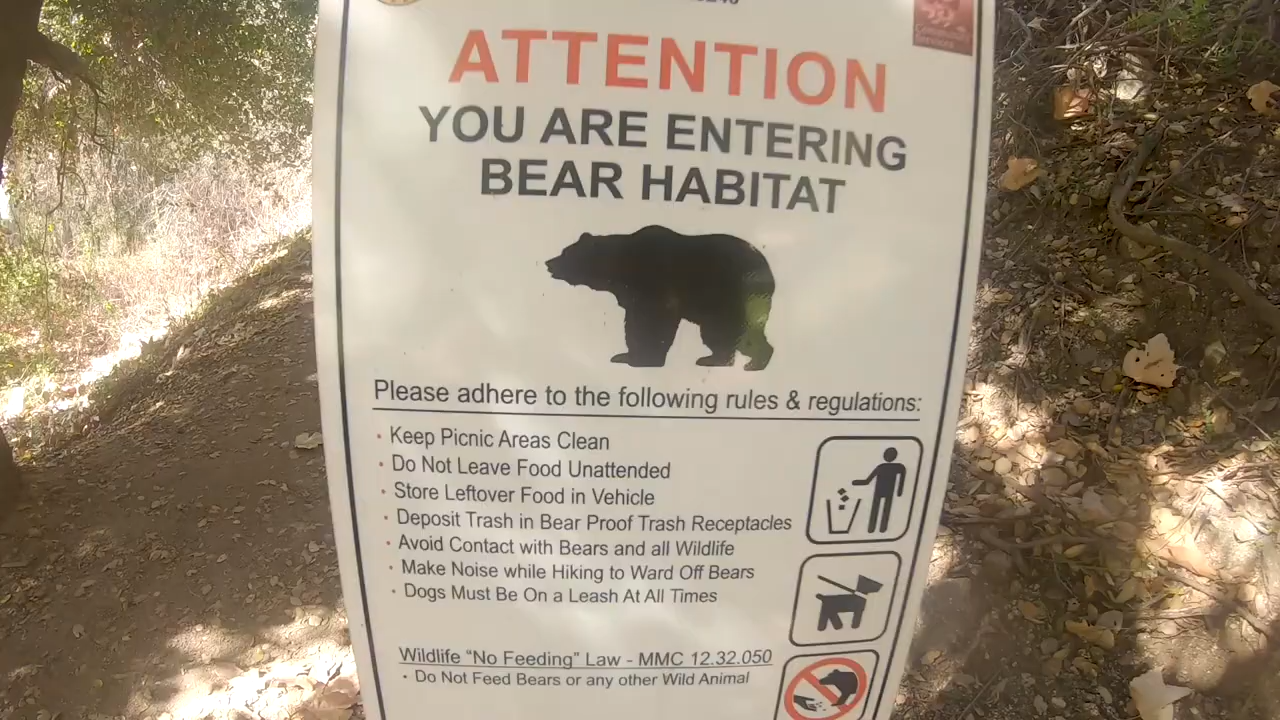 ATTENTION
YOU ARE ENTERING
BEAR HABITAT
Please adhere to the following rules & regulations:
· Keep Picnic Areas Clean
· Do Not Leave Food Unattended
· Store Leftover Food in Vehicle
· Deposit Trash in Bear Proof Trash Receptacles
· Avoid Contact with Bears and all Wildlife
· Make Noise while Hiking to Ward Off Bears
· Dogs Must Be On a Leash At All Times
Wildlife “No Feeding” Law - MMC 12.32.050
· Do Not Feed Bears or any other Wild Animal